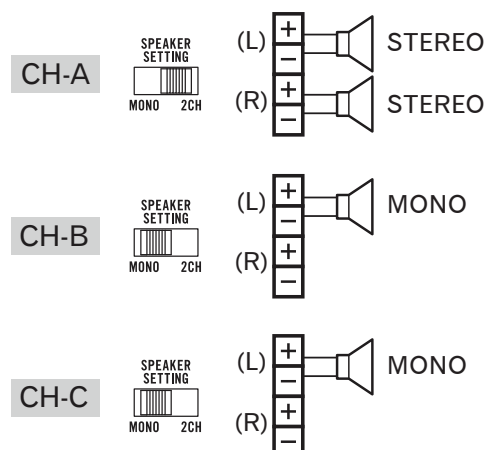 CH-A
SPEAKER
SETTING
MONO 2CH
(L) + STEREO
−
(R) + STEREO
−
CH-B
SPEAKER
SETTING
MONO 2CH
(L) + MONO
−
(R) +
−
CH-C
SPEAKER
SETTING
MONO 2CH
(L) + MONO
−
(R) +
−